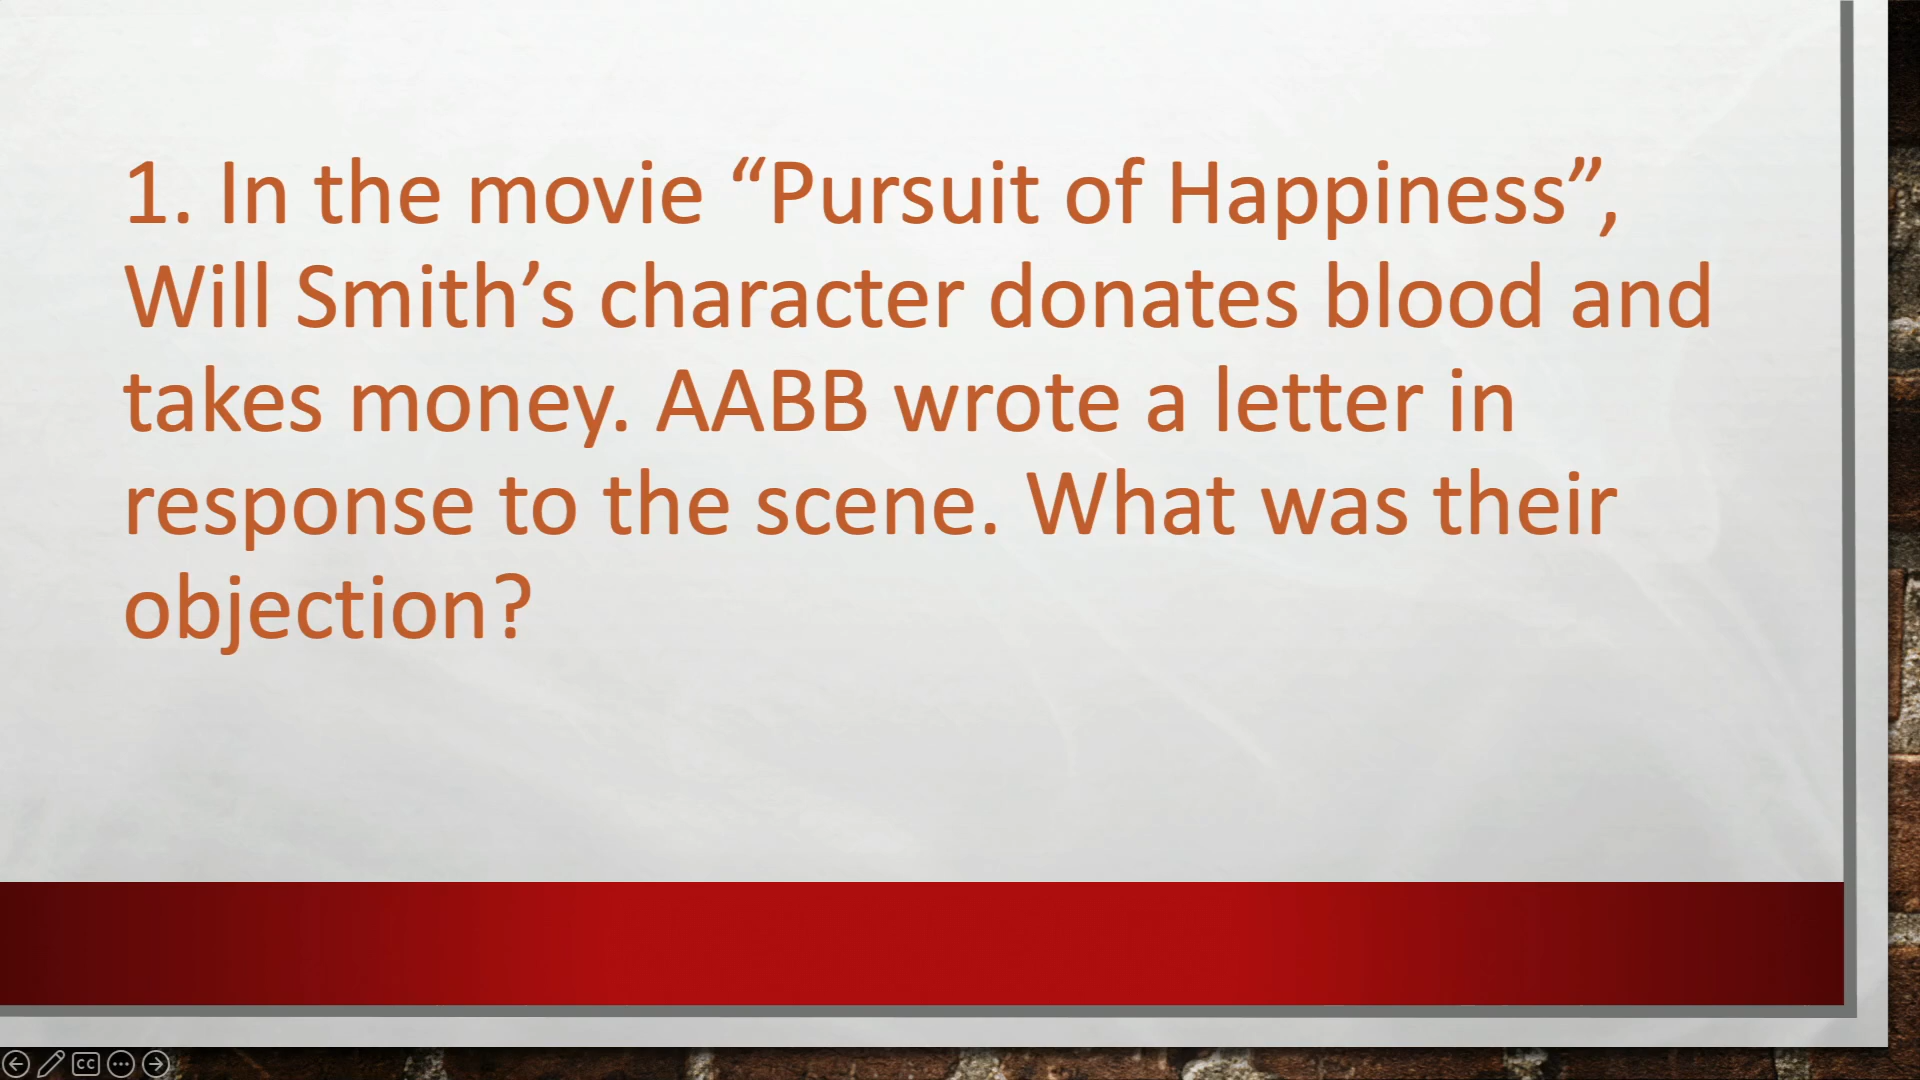 1. In the movie “Pursuit of Happiness”,
Will Smith’s character donates blood and
takes money. AABB wrote a letter in
response to the scene. What was their
objection?
CC